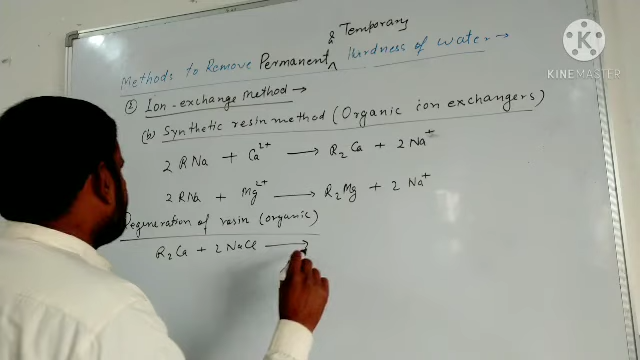 & Temporary
Methods to Remove Permanent ^ Hardness of water →
② Ion-exchange method →
(b) Synthetic resin method (Organic ion exchangers)
2 RNa + Ca²⁺ ⟶ R₂Ca + 2 Na⁺
2 RNa + Mg²⁺ ⟶ R₂Mg + 2 Na⁺
Regeneration of resin (organic)
R₂Ca + 2 NaCl ⟶
KINEMASTER